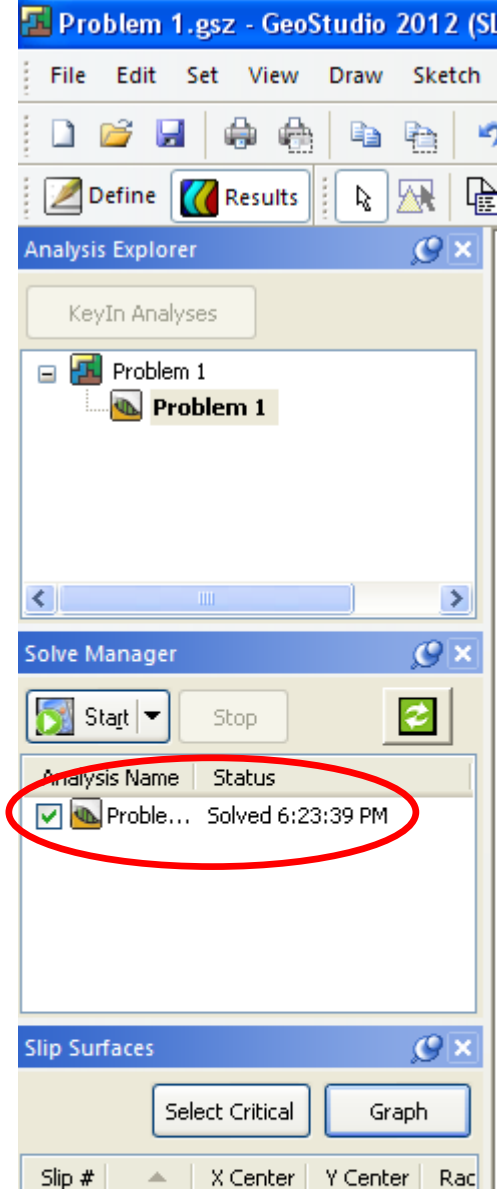 Problem 1.gsz - GeoStudio 2012 (SL
File Edit Set View Draw Sketch
Define Results
Analysis Explorer
KeyIn Analyses
Problem 1
Problem 1
Solve Manager
Start Stop
Analysis Name Status
Proble... Solved 6:23:39 PM
Slip Surfaces
Select Critical Graph
Slip # X Center Y Center Rac